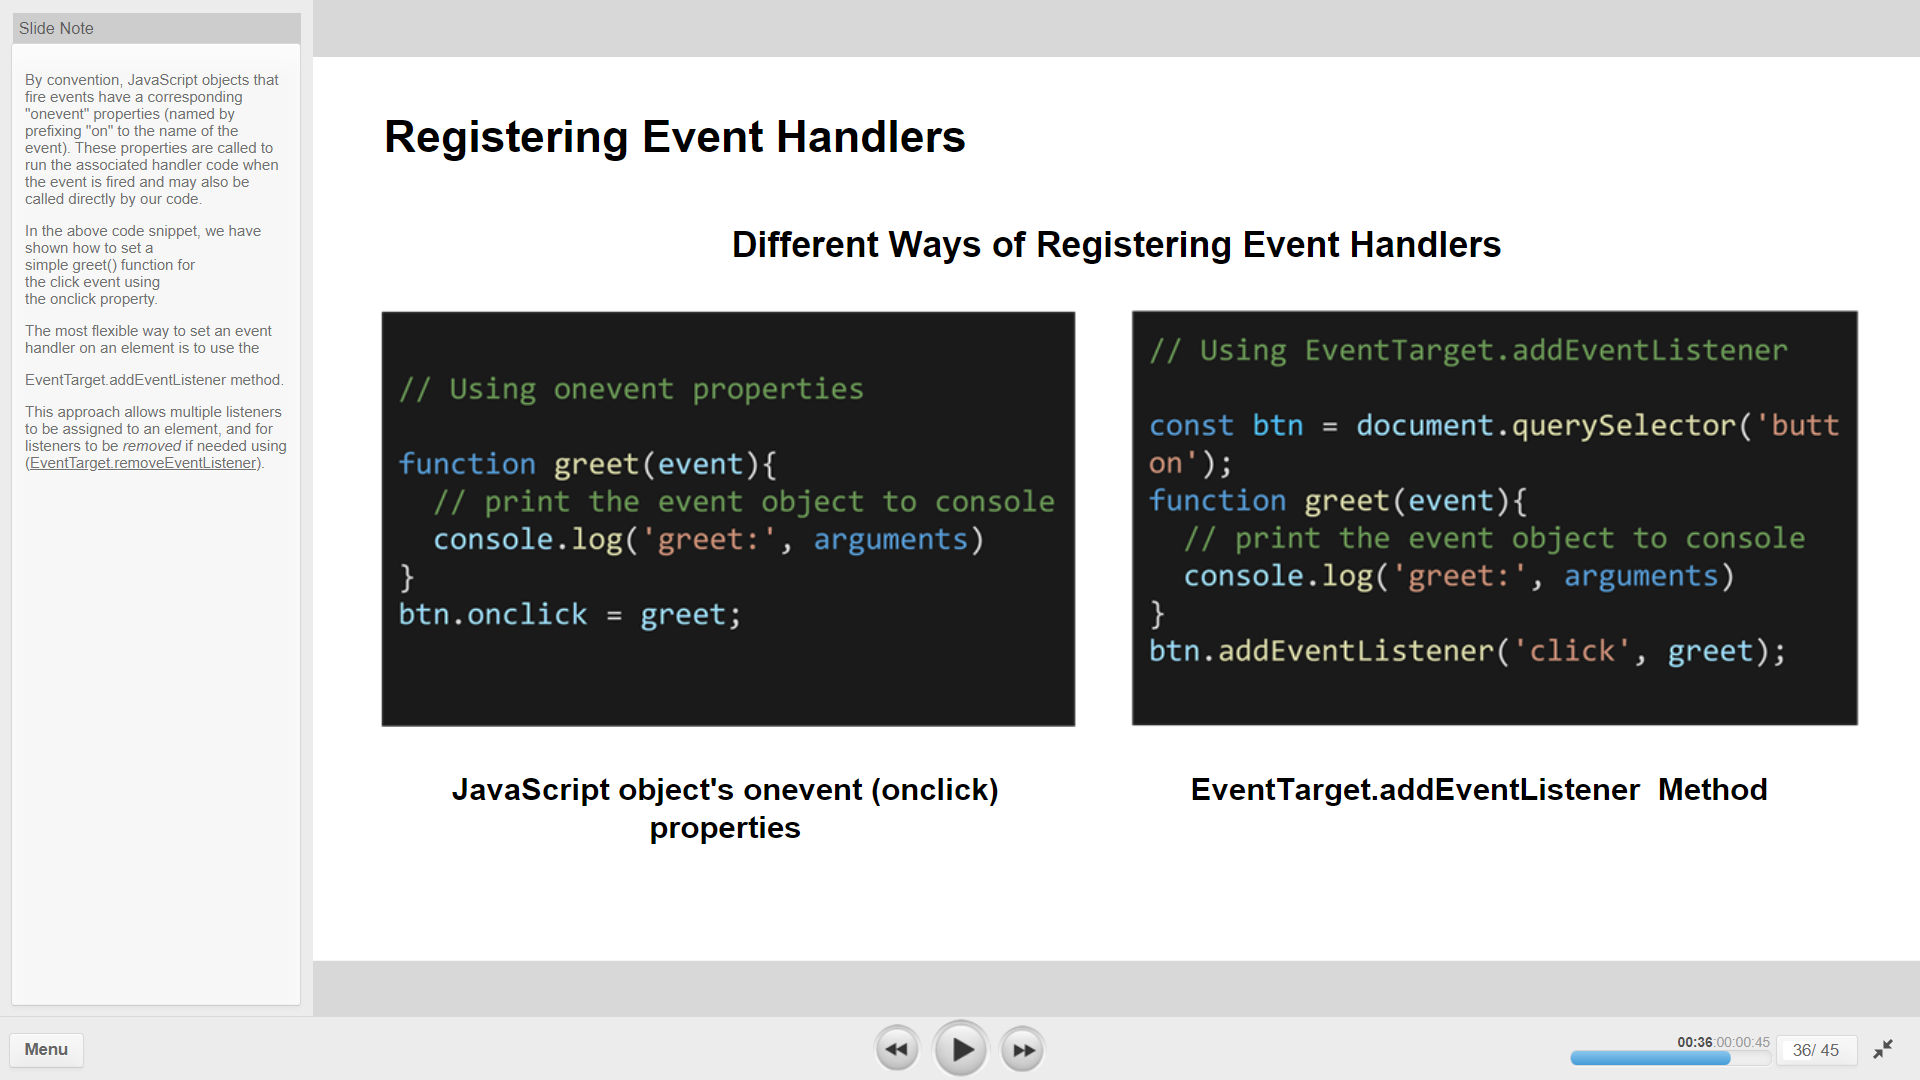 Slide Note
By convention, JavaScript objects that
fire events have a corresponding
"onevent" properties (named by
prefixing "on" to the name of the
event). These properties are called to
run the associated handler code when
the event is fired and may also be
called directly by our code.
In the above code snippet, we have
shown how to set a
simple greet() function for
the click event using
the onclick property.
The most flexible way to set an event
handler on an element is to use the
EventTarget.addEventListener method.
This approach allows multiple listeners
to be assigned to an element, and for
listeners to be removed if needed using
(EventTarget.removeEventListener).
Registering Event Handlers
Different Ways of Registering Event Handlers
// Using onevent properties
function greet(event){
  // print the event object to console
  console.log('greet:', arguments)
}
btn.onclick = greet;
JavaScript object's onevent (onclick)
properties
// Using EventTarget.addEventListener
const btn = document.querySelector('butt
on');
function greet(event){
  // print the event object to console
  console.log('greet:', arguments)
}
btn.addEventListener('click', greet);
EventTarget.addEventListener  Method
Menu
00:36:00:00:45
36/ 45